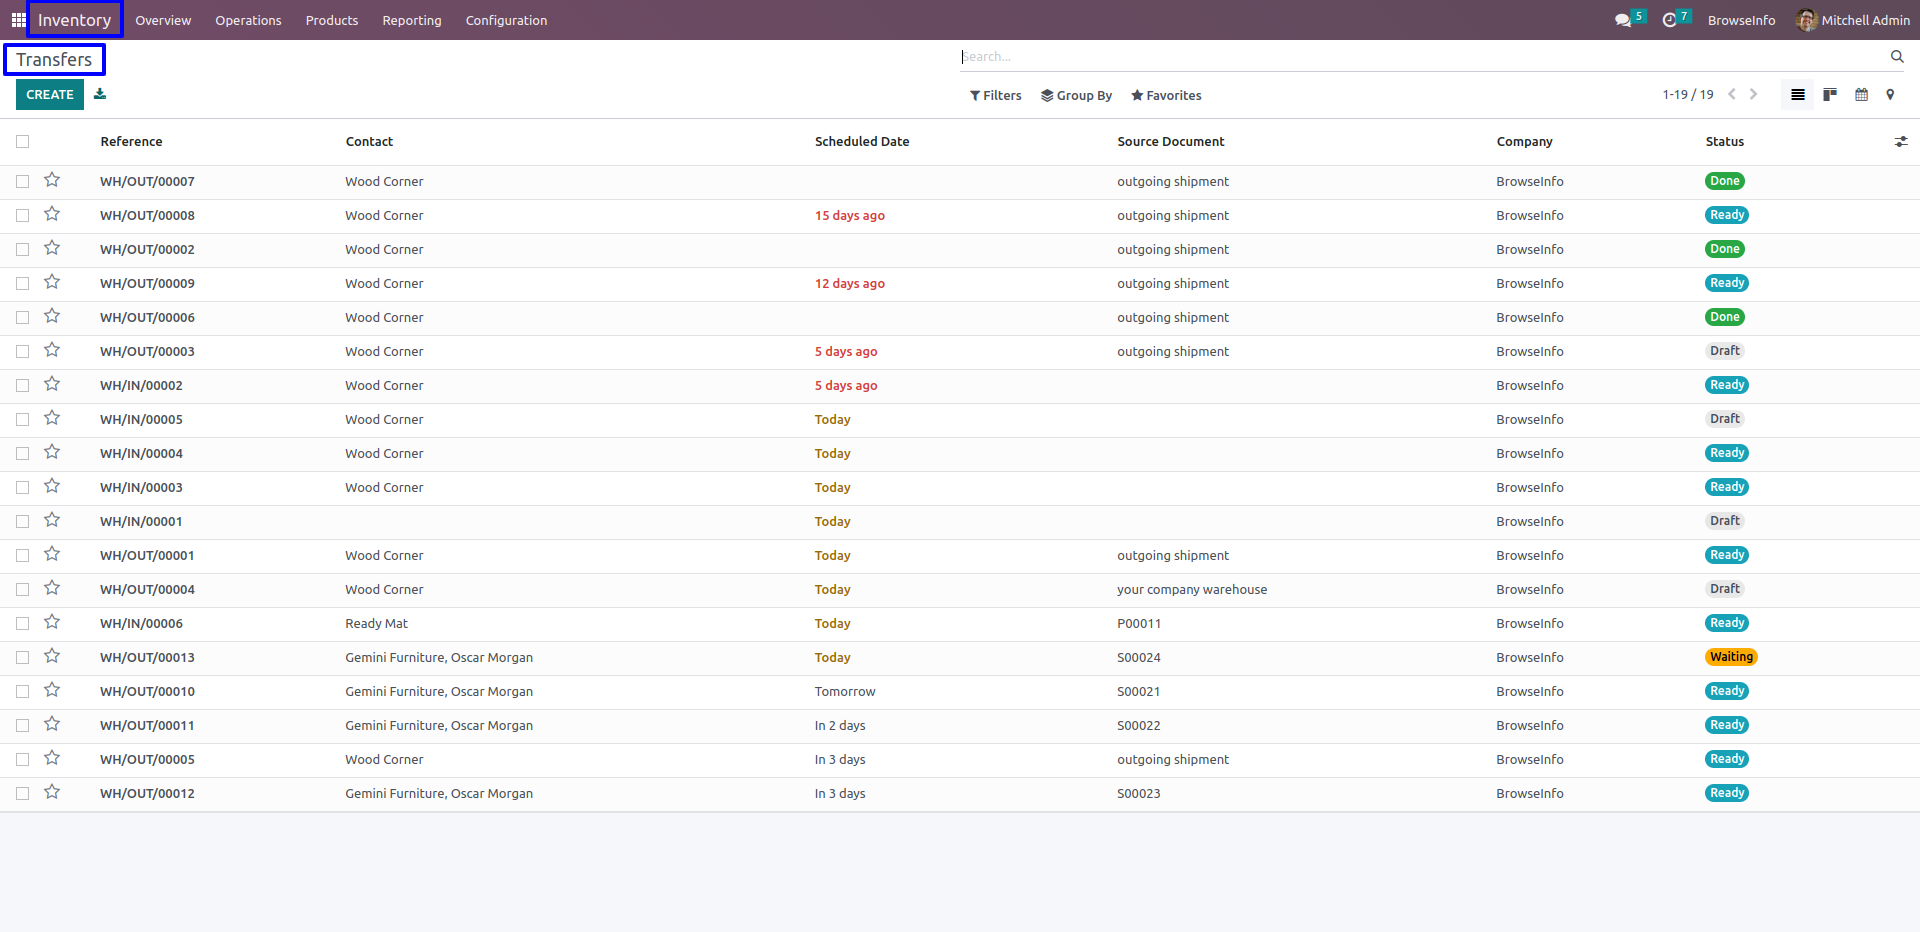 Inventory Overview Operations Products Reporting Configuration 5 7 BrowseInfo Mitchell Admin
Transfers Search...
CREATE Filters Group By Favorites 1-19 / 19
Reference Contact Scheduled Date Source Document Company Status
WH/OUT/00007 Wood Corner outgoing shipment BrowseInfo Done
WH/OUT/00008 Wood Corner 15 days ago outgoing shipment BrowseInfo Ready
WH/OUT/00002 Wood Corner outgoing shipment BrowseInfo Done
WH/OUT/00009 Wood Corner 12 days ago outgoing shipment BrowseInfo Ready
WH/OUT/00006 Wood Corner outgoing shipment BrowseInfo Done
WH/OUT/00003 Wood Corner 5 days ago outgoing shipment BrowseInfo Draft
WH/IN/00002 Wood Corner 5 days ago BrowseInfo Ready
WH/IN/00005 Wood Corner Today BrowseInfo Draft
WH/IN/00004 Wood Corner Today BrowseInfo Ready
WH/IN/00003 Wood Corner Today BrowseInfo Ready
WH/IN/00001 Today BrowseInfo Draft
WH/OUT/00001 Wood Corner Today outgoing shipment BrowseInfo Ready
WH/OUT/00004 Wood Corner Today your company warehouse BrowseInfo Draft
WH/IN/00006 Ready Mat Today P00011 BrowseInfo Ready
WH/OUT/00013 Gemini Furniture, Oscar Morgan Today S00024 BrowseInfo Waiting
WH/OUT/00010 Gemini Furniture, Oscar Morgan Tomorrow S00021 BrowseInfo Ready
WH/OUT/00011 Gemini Furniture, Oscar Morgan In 2 days S00022 BrowseInfo Ready
WH/OUT/00005 Wood Corner In 3 days outgoing shipment BrowseInfo Ready
WH/OUT/00012 Gemini Furniture, Oscar Morgan In 3 days S00023 BrowseInfo Ready